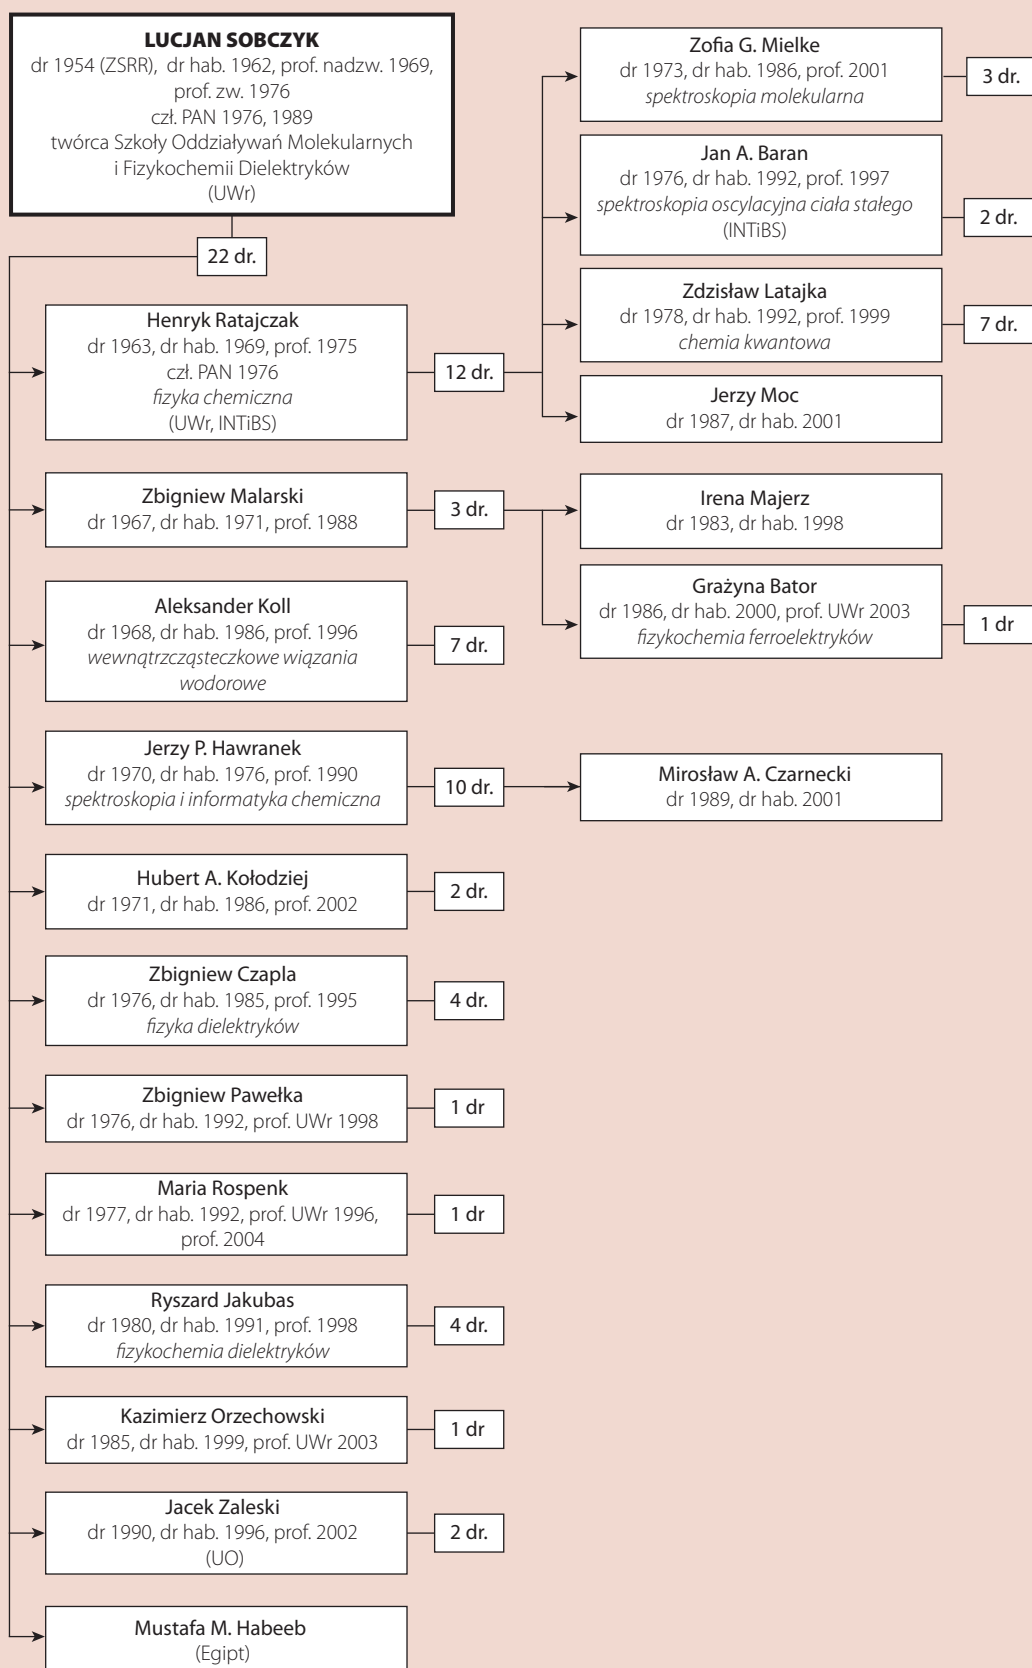 LUCJAN SOBCZYK
dr 1954 (ZSRR), dr hab. 1962, prof. nadzw. 1969,
prof. zw. 1976
czł. PAN 1976, 1989
twórca Szkoły Oddziaływań Molekularnych
i Fizykochemii Dielektryków
(UWr)
22 dr.
Henryk Ratajczak
dr 1963, dr hab. 1969, prof. 1975
czł. PAN 1976
fizyka chemiczna
(UWr, INTiBS)
12 dr.
Zofia G. Mielke
dr 1973, dr hab. 1986, prof. 2001
spektroskopia molekularna
3 dr.
Jan A. Baran
dr 1976, dr hab. 1992, prof. 1997
spektroskopia oscylacyjna ciała stałego
(INTiBS)
2 dr.
Zdzisław Latajka
dr 1978, dr hab. 1992, prof. 1999
chemia kwantowa
7 dr.
Jerzy Moc
dr 1987, dr hab. 2001
Zbigniew Malarski
dr 1967, dr hab. 1971, prof. 1988
3 dr.
Irena Majerz
dr 1983, dr hab. 1998
Grażyna Bator
dr 1986, dr hab. 2000, prof. UWr 2003
fizykochemia ferroelektryków
1 dr
Aleksander Koll
dr 1968, dr hab. 1986, prof. 1996
wewnątrzcząsteczkowe wiązania
wodorowe
7 dr.
Jerzy P. Hawranek
dr 1970, dr hab. 1976, prof. 1990
spektroskopia i informatyka chemiczna
10 dr.
Mirosław A. Czarnecki
dr 1989, dr hab. 2001
Hubert A. Kołodziej
dr 1971, dr hab. 1986, prof. 2002
2 dr.
Zbigniew Czapla
dr 1976, dr hab. 1985, prof. 1995
fizyka dielektryków
4 dr.
Zbigniew Pawełka
dr 1976, dr hab. 1992, prof. UWr 1998
1 dr
Maria Rospenk
dr 1977, dr hab. 1992, prof. UWr 1996,
prof. 2004
1 dr
Ryszard Jakubas
dr 1980, dr hab. 1991, prof. 1998
fizykochemia dielektryków
4 dr.
Kazimierz Orzechowski
dr 1985, dr hab. 1999, prof. UWr 2003
1 dr
Jacek Zaleski
dr 1990, dr hab. 1996, prof. 2002
(UO)
2 dr.
Mustafa M. Habeeb
(Egipt)